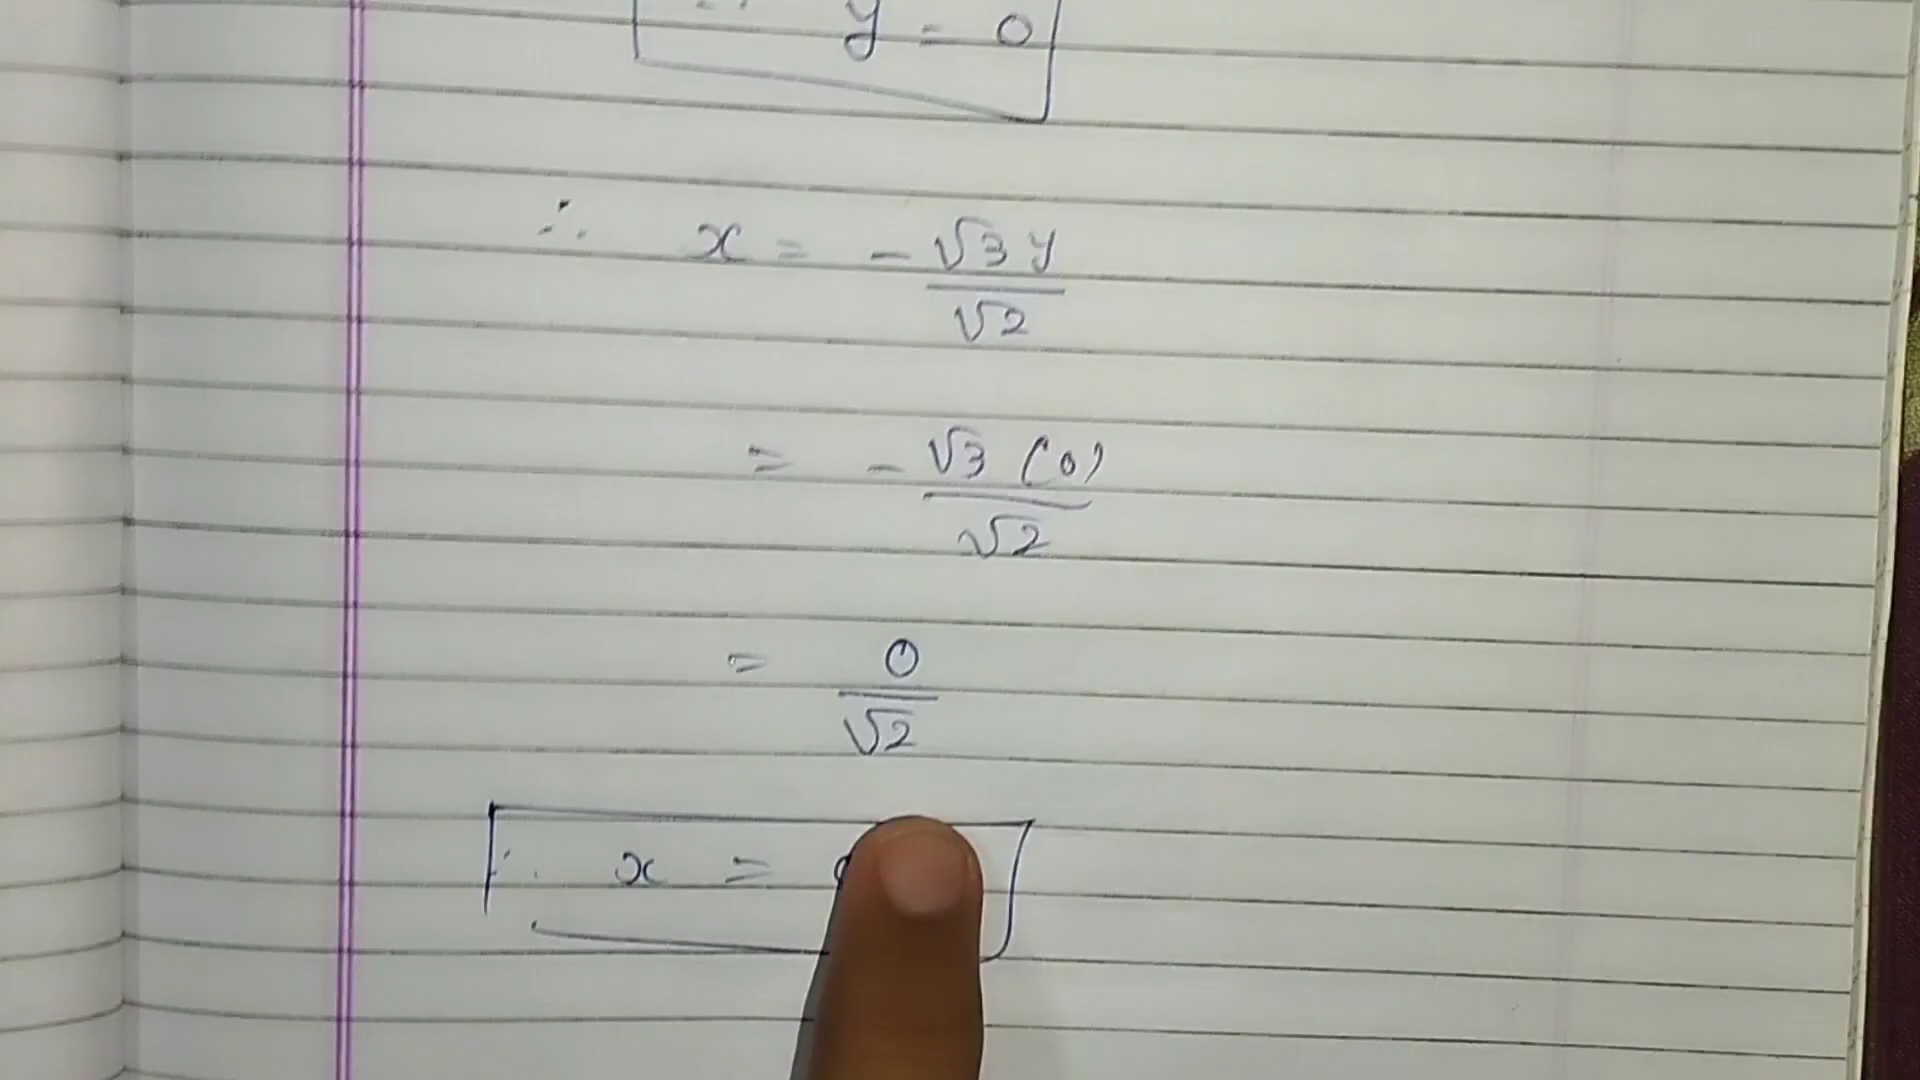 ∴ y = 0
∴ x = - √3 y / √2
= - √3 (0) / √2
= 0 / √2
∴ x =